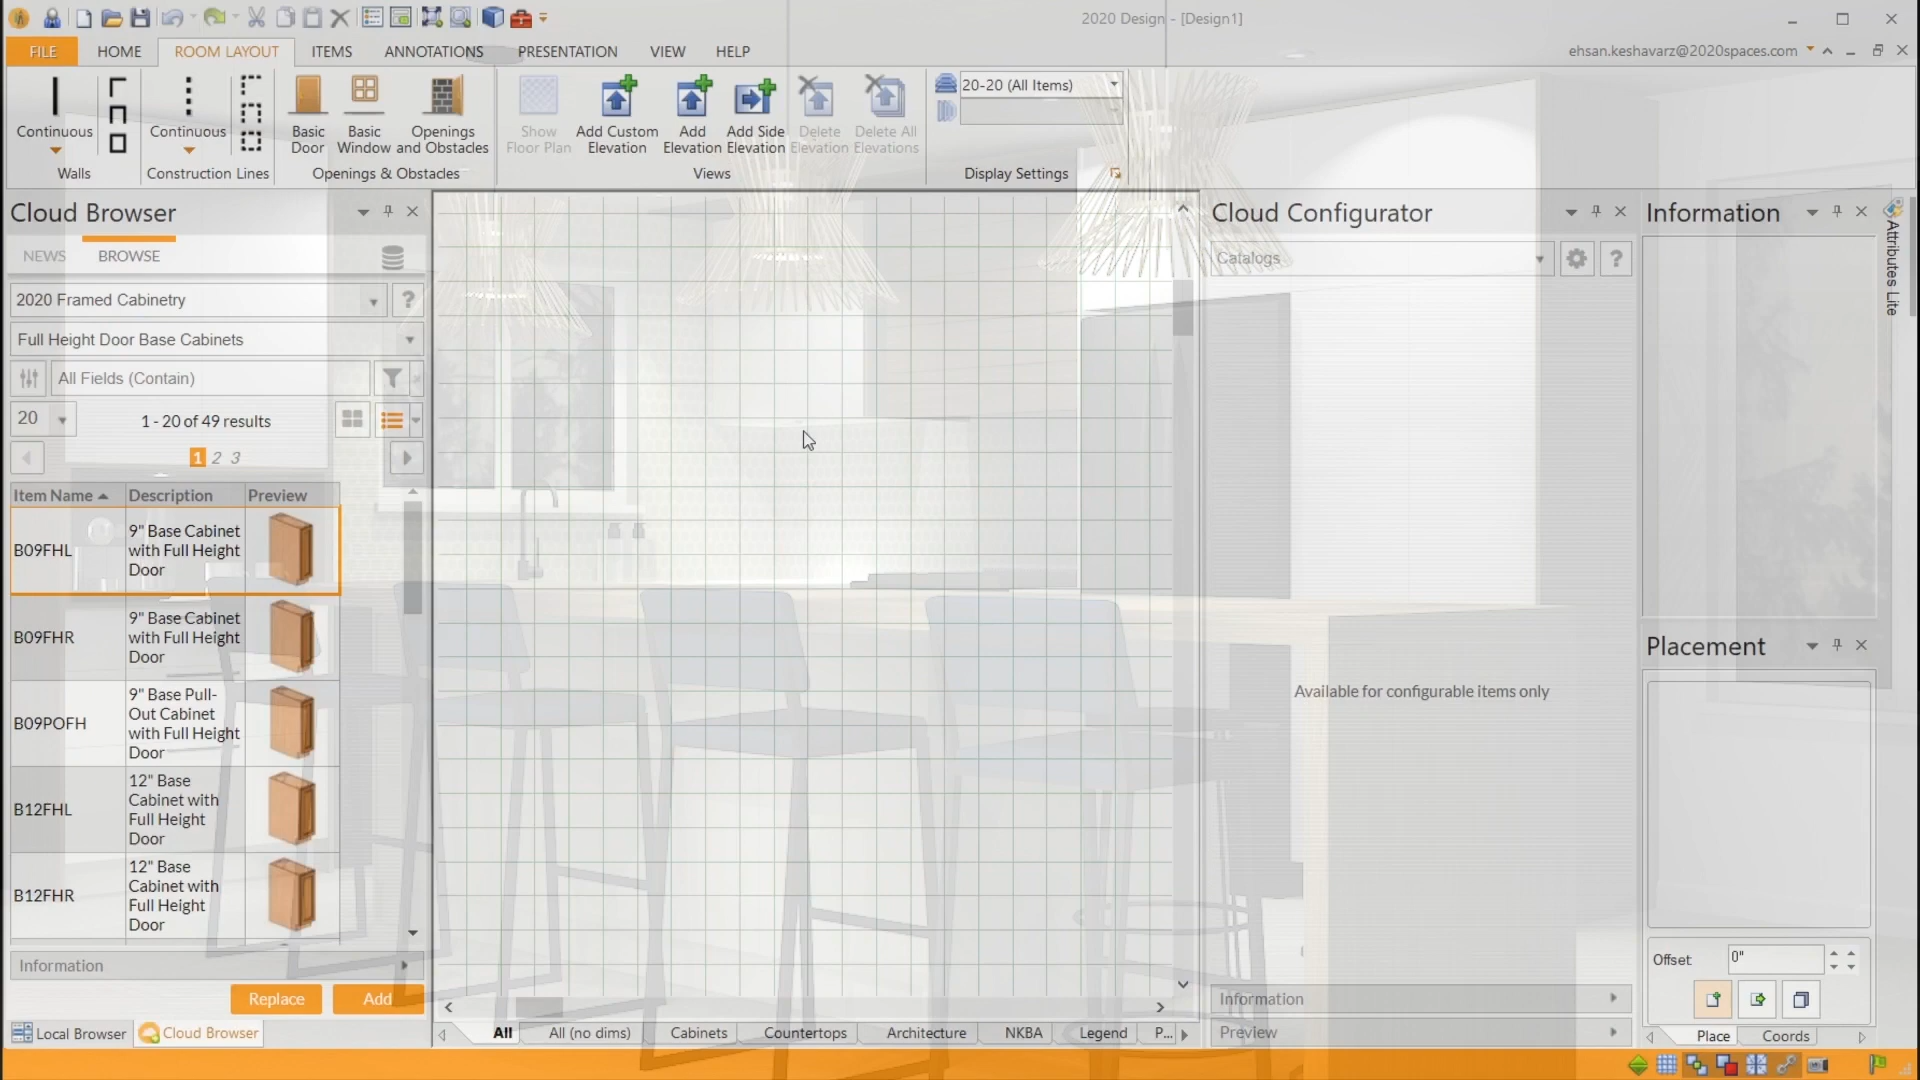 2020 Design - [Design1]
FILE HOME ROOM LAYOUT ITEMS ANNOTATIONS PRESENTATION VIEW HELP
ehsan.keshavarz@2020spaces.com
Continuous
Walls
Continuous
Construction Lines
Basic Door
Basic Window
Openings and Obstacles
Openings & Obstacles
Show Floor Plan
Add Custom Elevation
Add Elevation
Add Side Elevation
Delete Elevation
Delete All Elevations
Views
20-20 (All Items)
Display Settings
Cloud Browser
NEWS BROWSE
2020 Framed Cabinetry
?
Full Height Door Base Cabinets
All Fields (Contain)
20
1 - 20 of 49 results
1 2 3
Item Name Description Preview
B09FHL
9" Base Cabinet
with Full Height
Door
B09FHR
9" Base Cabinet
with Full Height
Door
B09POFH
9" Base Pull-
Out Cabinet
with Full Height
Door
B12FHL
12" Base
Cabinet with
Full Height
Door
B12FHR
12" Base
Cabinet with
Full Height
Door
Information
Replace Add
Local Browser Cloud Browser
All All (no dims) Cabinets Countertops Architecture NKBA Legend P...
Cloud Configurator
Catalogs
?
Available for configurable items only
Information
Preview
Information
Attributes Lite
Placement
Offset 0"
Place Coords